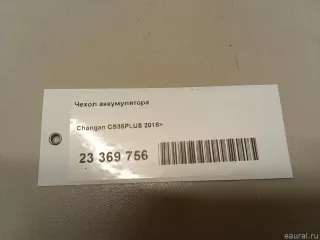 Чехол аккумулятора
Changan CS35PLUS 2018>
23 369 756
eaural.ru